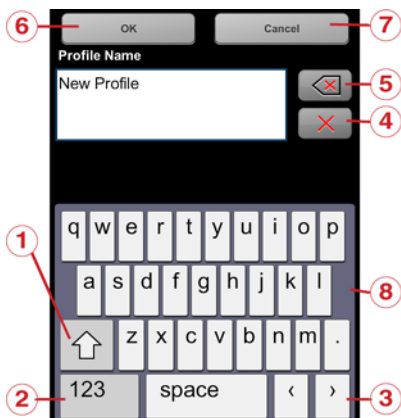 6 OK Cancel 7
Profile Name
New Profile
5
4
q w e r t y u i o p
1
a s d f g h j k l
8
z x c v b n m .
2 123 space ‹ › 3